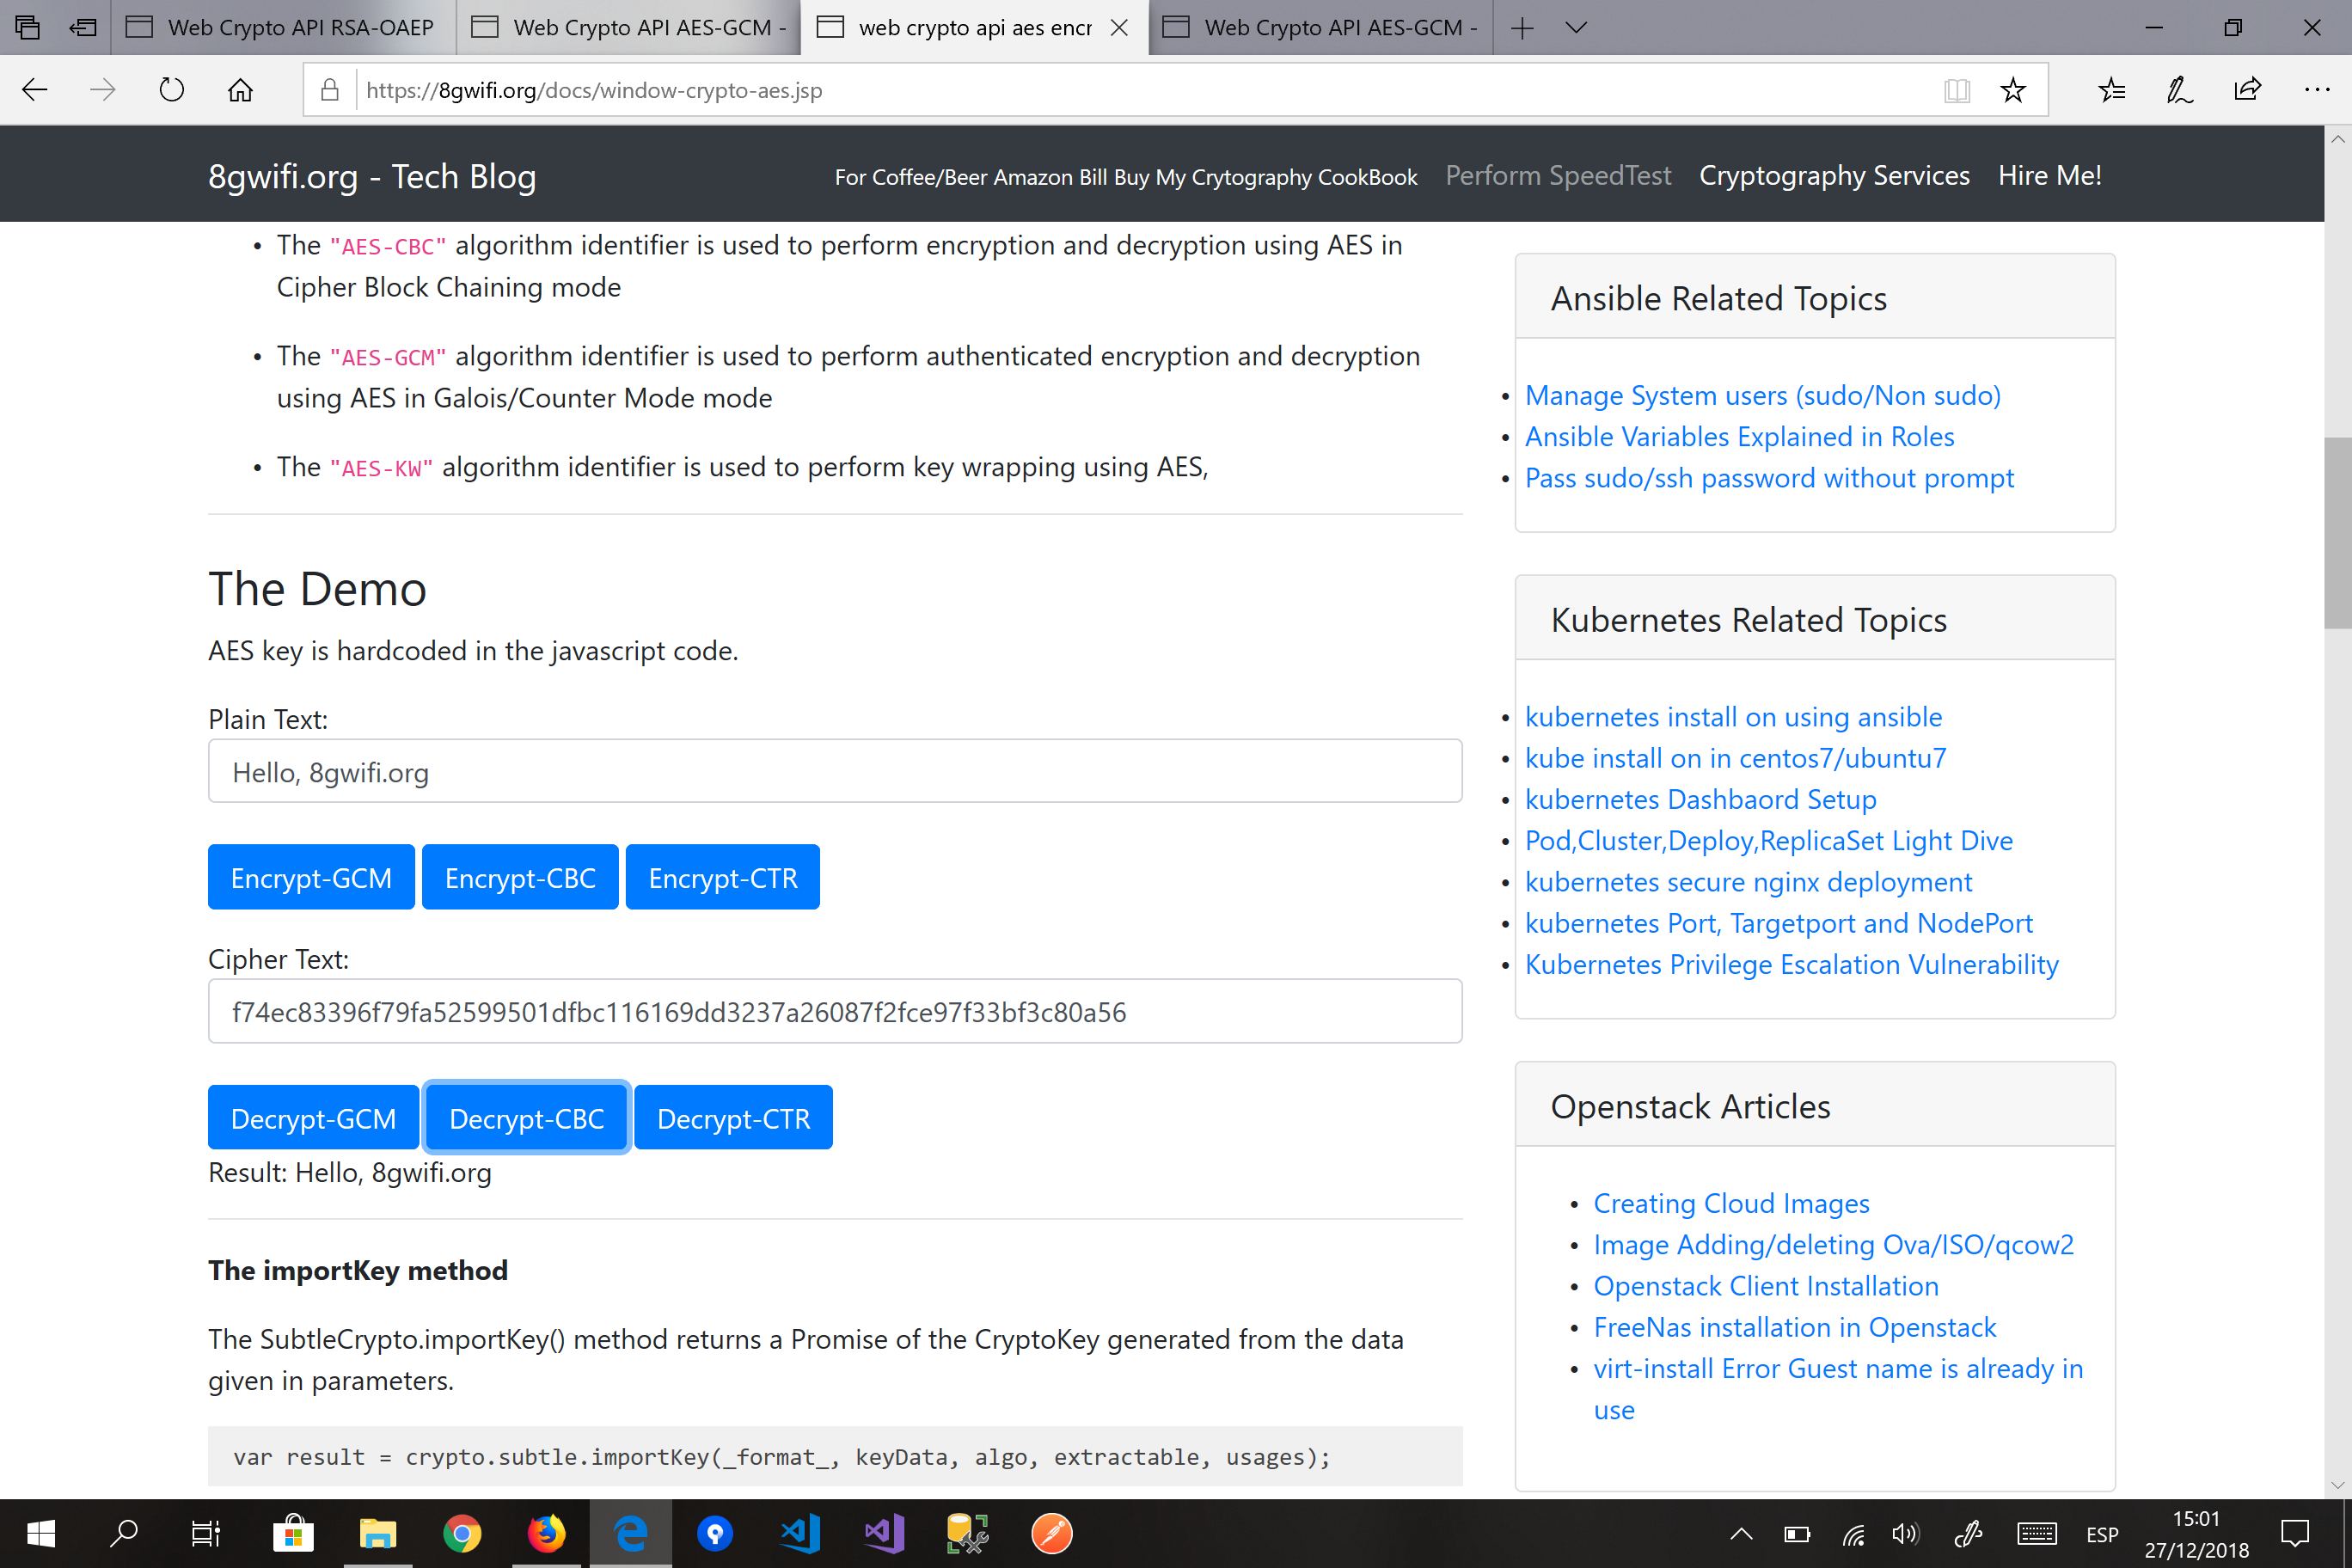 Web Crypto API RSA-OAEP
Web Crypto API AES-GCM -
web crypto api aes encr
Web Crypto API AES-GCM -
https://8gwifi.org/docs/window-crypto-aes.jsp
8gwifi.org - Tech Blog
For Coffee/Beer Amazon Bill Buy My Crytography CookBook
Perform SpeedTest
Cryptography Services
Hire Me!
• The "AES-CBC" algorithm identifier is used to perform encryption and decryption using AES in
Cipher Block Chaining mode
• The "AES-GCM" algorithm identifier is used to perform authenticated encryption and decryption
using AES in Galois/Counter Mode mode
• The "AES-KW" algorithm identifier is used to perform key wrapping using AES,
The Demo
AES key is hardcoded in the javascript code.
Plain Text:
Hello, 8gwifi.org
Encrypt-GCM
Encrypt-CBC
Encrypt-CTR
Cipher Text:
f74ec83396f79fa52599501dfbc116169dd3237a26087f2fce97f33bf3c80a56
Decrypt-GCM
Decrypt-CBC
Decrypt-CTR
Result: Hello, 8gwifi.org
The importKey method
The SubtleCrypto.importKey() method returns a Promise of the CryptoKey generated from the data
given in parameters.
var result = crypto.subtle.importKey(_format_, keyData, algo, extractable, usages);
Ansible Related Topics
• Manage System users (sudo/Non sudo)
• Ansible Variables Explained in Roles
• Pass sudo/ssh password without prompt
Kubernetes Related Topics
• kubernetes install on using ansible
• kube install on in centos7/ubuntu7
• kubernetes Dashbaord Setup
• Pod,Cluster,Deploy,ReplicaSet Light Dive
• kubernetes secure nginx deployment
• kubernetes Port, Targetport and NodePort
• Kubernetes Privilege Escalation Vulnerability
Openstack Articles
• Creating Cloud Images
• Image Adding/deleting Ova/ISO/qcow2
• Openstack Client Installation
• FreeNas installation in Openstack
• virt-install Error Guest name is already in
use
ESP
15:01
27/12/2018